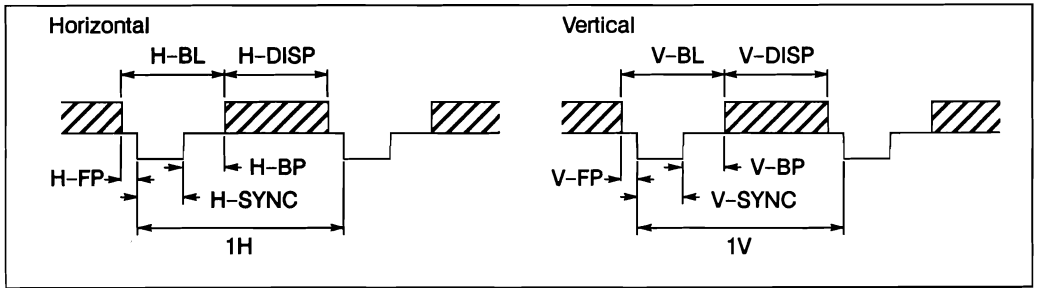 Horizontal
H-BL
H-DISP
H-FP
H-BP
H-SYNC
1H
Vertical
V-BL
V-DISP
V-FP
V-BP
V-SYNC
1V